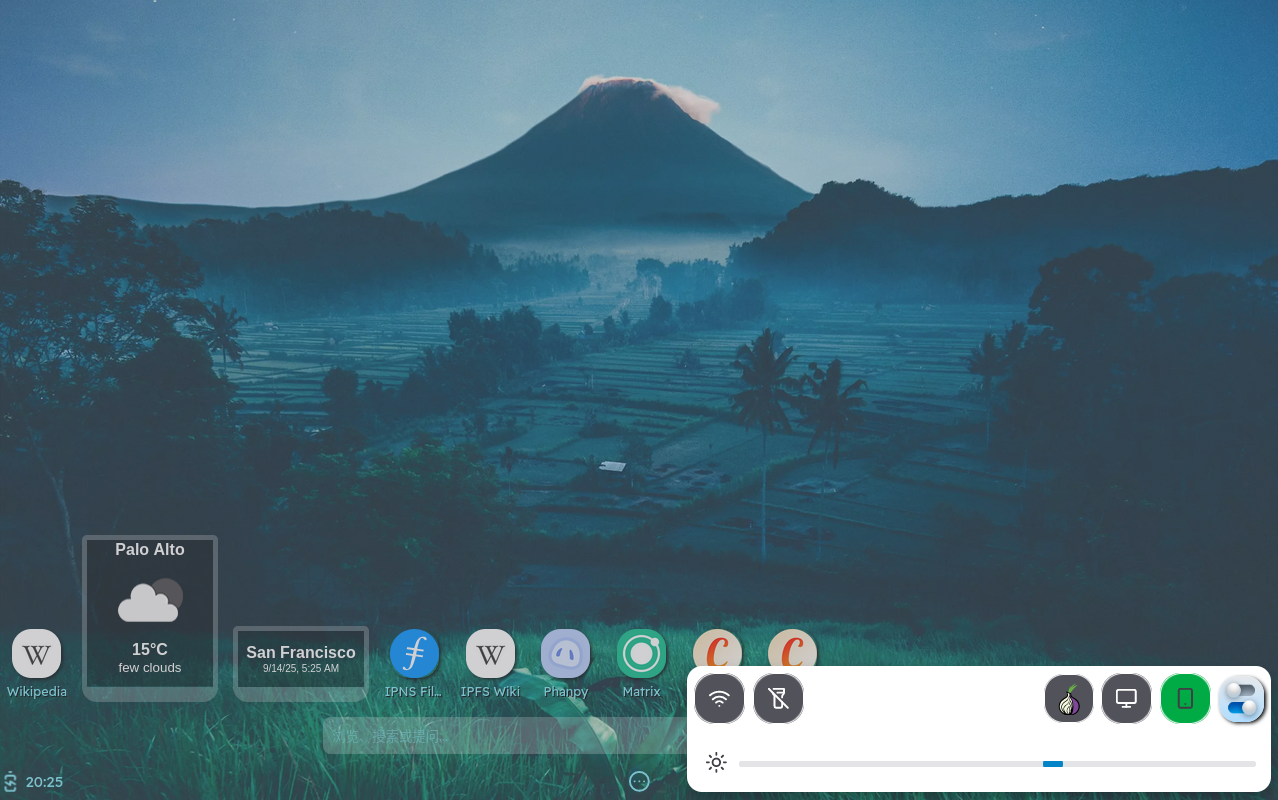 Palo Alto
15°C
few clouds
San Francisco
9/14/25, 5:25 AM
Wikipedia
IPNS Fil...
IPFS Wiki
Phanpy
Matrix
浏览、搜索或提问...
20:25